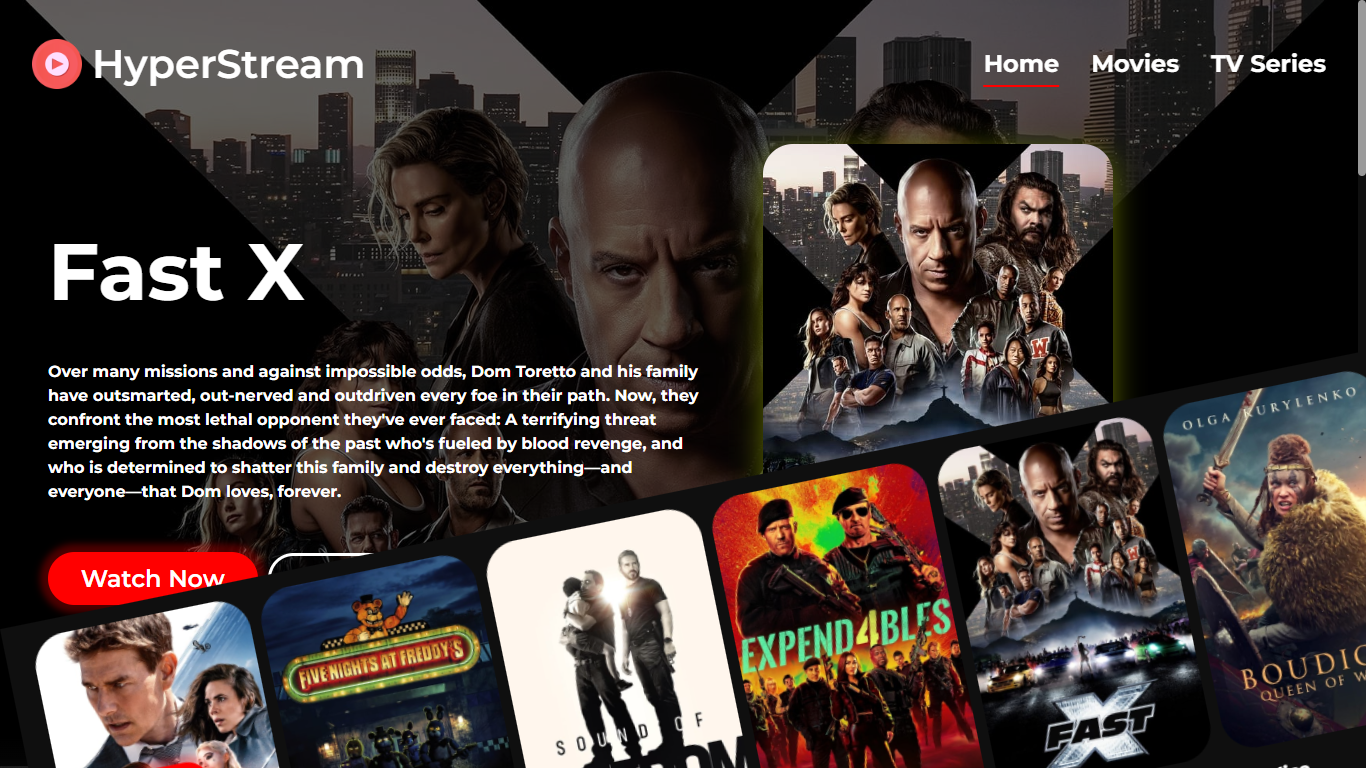 HyperStream
Home
Movies
TV Series
Fast X
Over many missions and against impossible odds, Dom Toretto and his family
have outsmarted, out-nerved and outdriven every foe in their path. Now, they
confront the most lethal opponent they've ever faced: A terrifying threat
emerging from the shadows of the past who's fueled by blood revenge, and
who is determined to shatter this family and destroy everything—and
everyone—that Dom loves, forever.
Watch Now
FIVE NIGHTS AT FREDDY'S
SOUND OF
EXPEND4BLES
W
FAST X
OLGA KURYLENKO
BOUDIC
QUEEN OF W